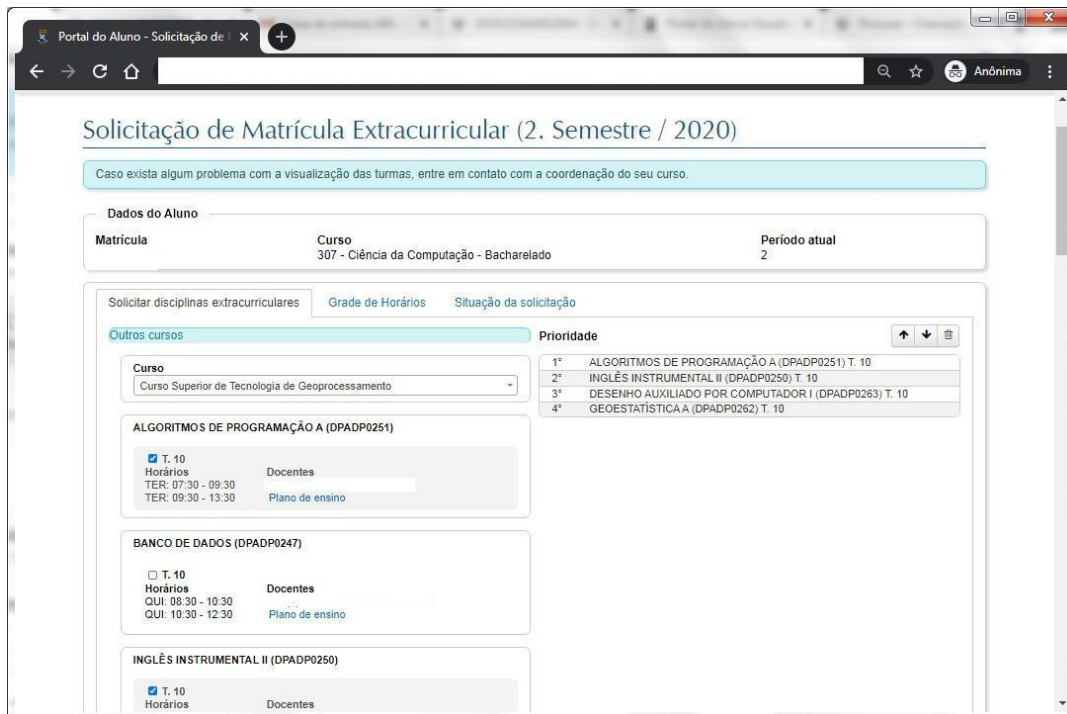 Portal do Aluno - Solicitação de
Anônima
Solicitação de Matrícula Extracurricular (2. Semestre / 2020)
Caso exista algum problema com a visualização das turmas, entre em contato com a coordenação do seu curso.
Dados do Aluno
Matrícula Curso Período atual
307 - Ciência da Computação - Bacharelado 2
Solicitar disciplinas extracurriculares Grade de Horários Situação da solicitação
Outros cursos
Curso
Curso Superior de Tecnologia de Geoprocessamento
ALGORITMOS DE PROGRAMAÇÃO A (DPADP0251)
T. 10
Horários Docentes
TER: 07:30 - 09:30
TER: 09:30 - 13:30 Plano de ensino
BANCO DE DADOS (DPADP0247)
T. 10
Horários Docentes
QUI: 08:30 - 10:30
QUI: 10:30 - 12:30 Plano de ensino
INGLÊS INSTRUMENTAL II (DPADP0250)
T. 10
Horários Docentes
Prioridade
1° ALGORITMOS DE PROGRAMAÇÃO A (DPADP0251) T. 10
2° INGLÊS INSTRUMENTAL II (DPADP0250) T. 10
3° DESENHO AUXILIADO POR COMPUTADOR I (DPADP0263) T. 10
4° GEOESTATÍSTICA A (DPADP0262) T. 10